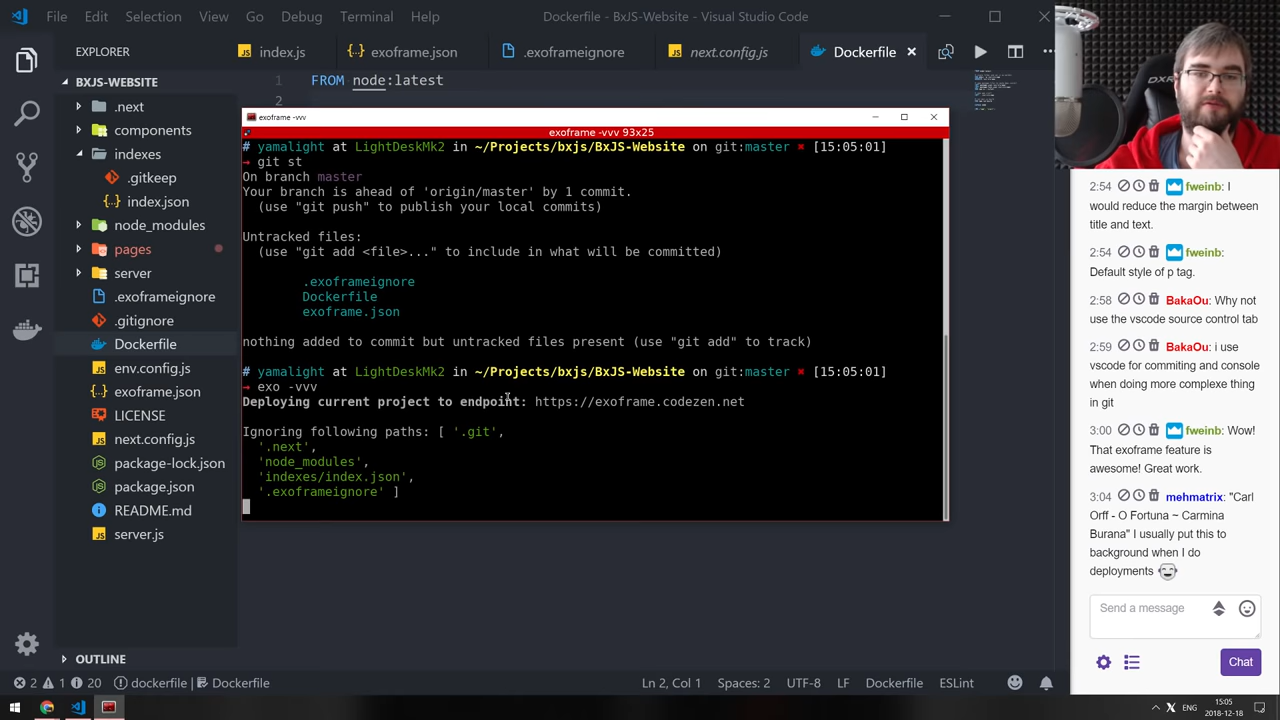 File Edit Selection View Go Debug Terminal Help
Dockerfile - BxJS-Website - Visual Studio Code
EXPLORER
index.js
exoframe.json
.exoframeignore
next.config.js
Dockerfile
BXJS-WEBSITE
.next
components
indexes
.gitkeep
index.json
node_modules
pages
server
.exoframeignore
.gitignore
Dockerfile
env.config.js
exoframe.json
LICENSE
next.config.js
package-lock.json
package.json
README.md
server.js
OUTLINE
1 FROM node:latest
2
exoframe -vvv
exoframe -vvv 93x25
# yamalight at LightDeskMk2 in ~/Projects/bxjs/BxJS-Website on git:master ✖ [15:05:01]
→ git st
On branch master
Your branch is ahead of 'origin/master' by 1 commit.
(use "git push" to publish your local commits)
Untracked files:
(use "git add <file>..." to include in what will be committed)
.exoframeignore
Dockerfile
exoframe.json
nothing added to commit but untracked files present (use "git add" to track)
# yamalight at LightDeskMk2 in ~/Projects/bxjs/BxJS-Website on git:master ✖ [15:05:01]
→ exo -vvv
Deploying current project to endpoint: https://exoframe.codezen.net
Ignoring following paths: [ '.git',
'.next',
'node_modules',
'indexes/index.json',
'.exoframeignore' ]
DXR
2:54 fweinb: I
would reduce the margin between
title and text.
2:54 fweinb:
Default style of p tag.
2:58 BakaOu: Why not
use the vscode source control tab
2:59 BakaOu: i use
vscode for commiting and console
when doing more complexe thing
in git
3:00 fweinb: Wow!
That exoframe feature is
awesome! Great work.
3:04 mehmatrix: "Carl
Orff - O Fortuna ~ Carmina
Burana" I usually put this to
background when I do
deployments
Send a message
Chat
2 1 20 dockerfile | Dockerfile
Ln 2, Col 1 Spaces: 2 UTF-8 LF Dockerfile ESLint
ENG
15:05
2018-12-18